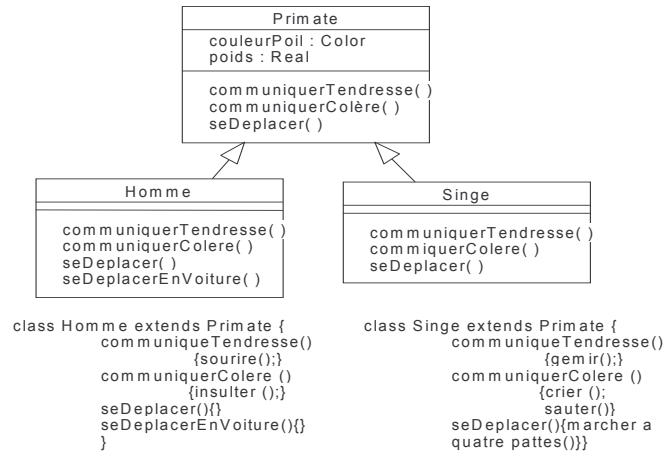 Primate
couleurPoil : Color
poids : Real
communiquerTendresse( )
communiquerColère( )
seDeplacer( )
Homme
communiquerTendresse( )
communiquerColere( )
seDeplacer( )
seDeplacerEnVoiture( )
Singe
communiquerTendresse( )
commiquerColere( )
seDeplacer( )
class Homme extends Primate {
communiqueTendresse()
{sourire();}
communiquerColere ()
{insulter ();}
seDeplacer(){}
seDeplacerEnVoiture(){}
}
class Singe extends Primate {
communiqueTendresse()
{gemir();}
communiquerColere ()
{crier ();
sauter()}
seDeplacer(){marcher a
quatre pattes()}}